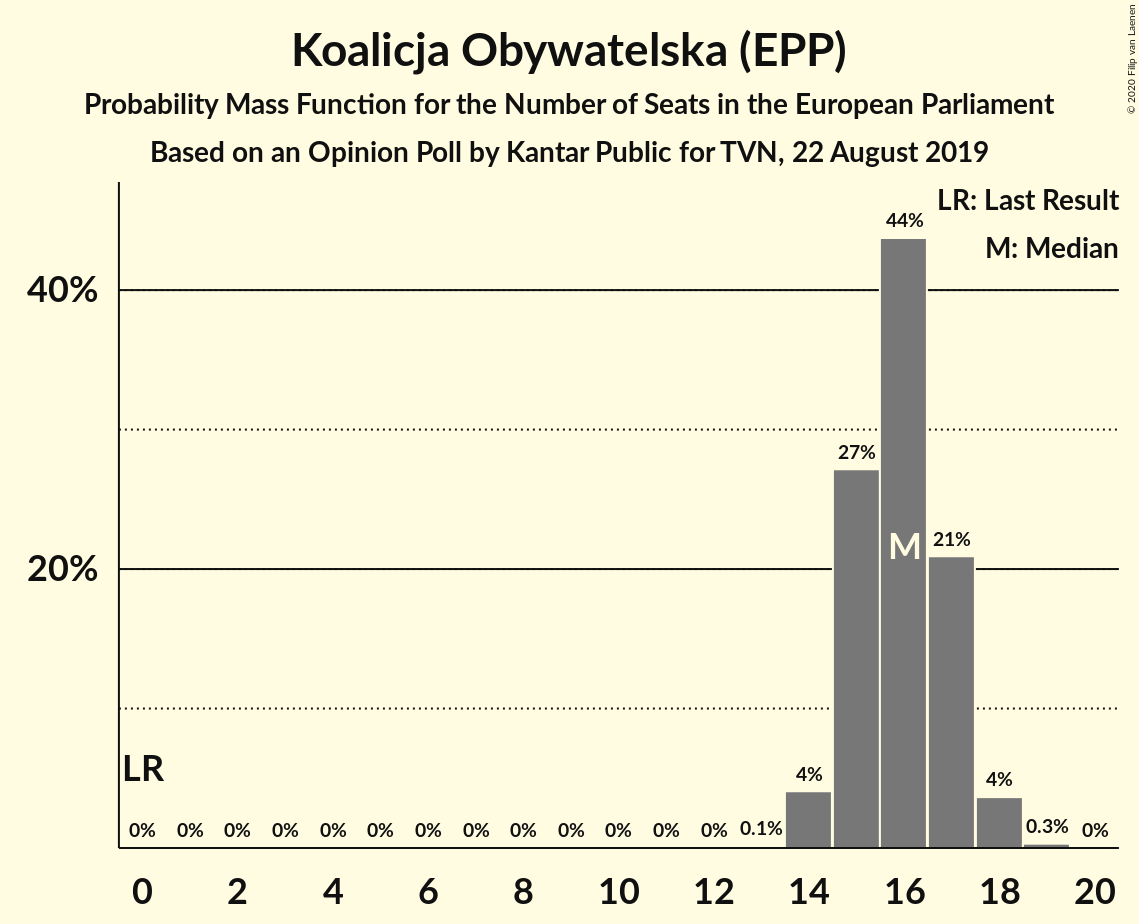 Koalicja Obywatelska (EPP)
Probability Mass Function for the Number of Seats in the European Parliament
Based on an Opinion Poll by Kantar Public for TVN, 22 August 2019
© 2020 Filip van Laenen
LR: Last Result
M: Median
44%
40%
27%
M
21%
20%
LR
4%
4%
0% 0% 0% 0% 0% 0% 0% 0% 0% 0% 0% 0% 0% 0.1% 0.3% 0%
0 2 4 6 8 10 12 14 16 18 20